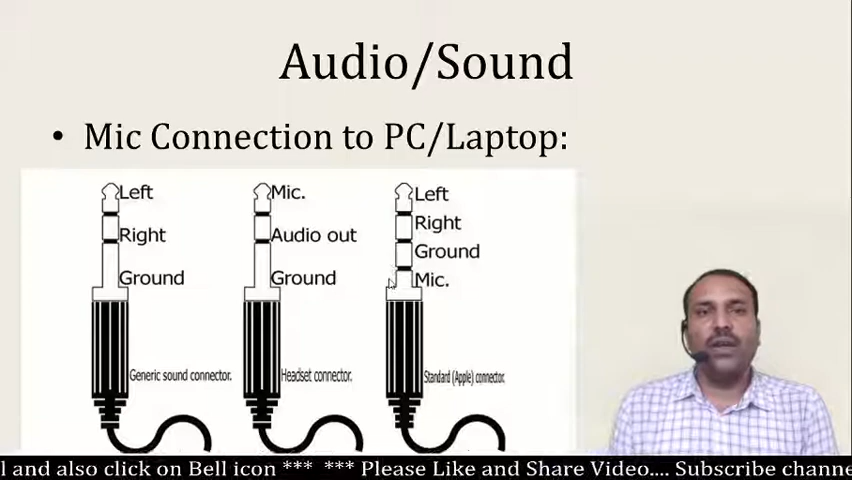 Audio/Sound
• Mic Connection to PC/Laptop:
Left
Right
Ground
Generic sound connector.
Mic.
Audio out
Ground
Headset connector.
Left
Right
Ground
Mic.
Standard (Apple) connector.
l and also click on Bell icon *** *** Please Like and Share Video.... Subscribe channe